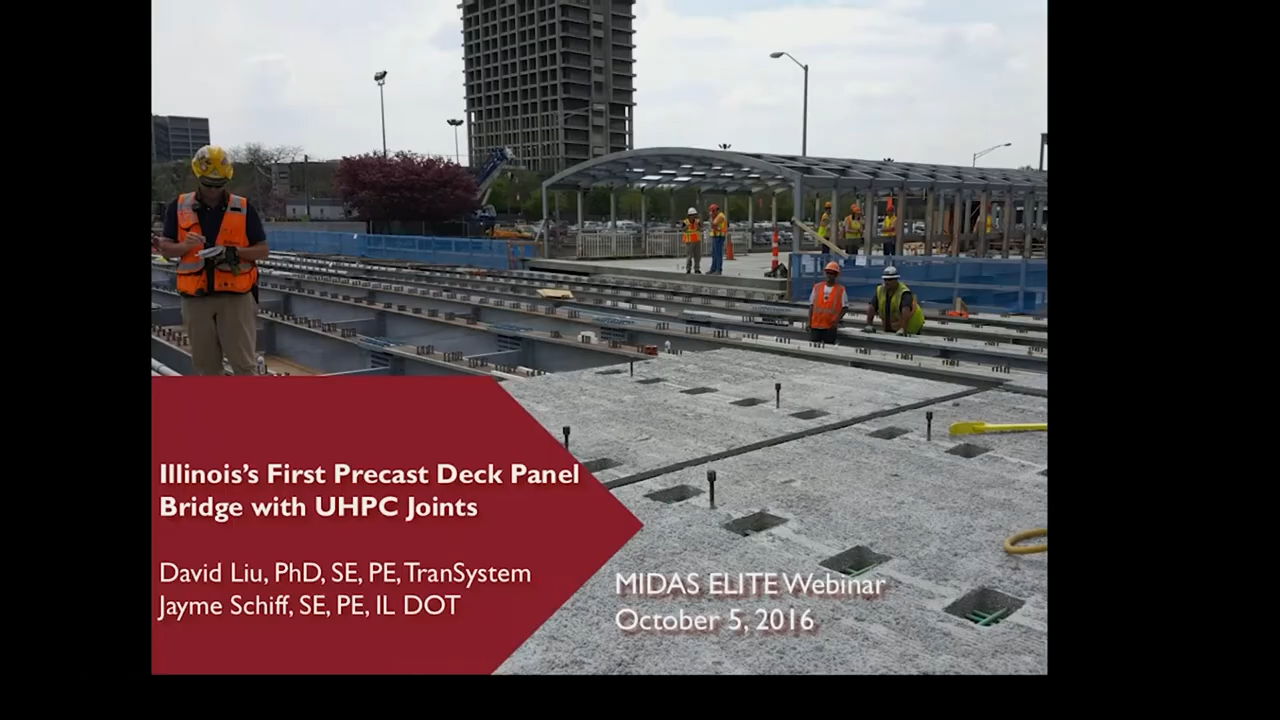 Illinois's First Precast Deck Panel
Bridge with UHPC Joints
David Liu, PhD, SE, PE, TranSystem
Jayme Schiff, SE, PE, IL DOT
MIDAS ELITE Webinar
October 5, 2016